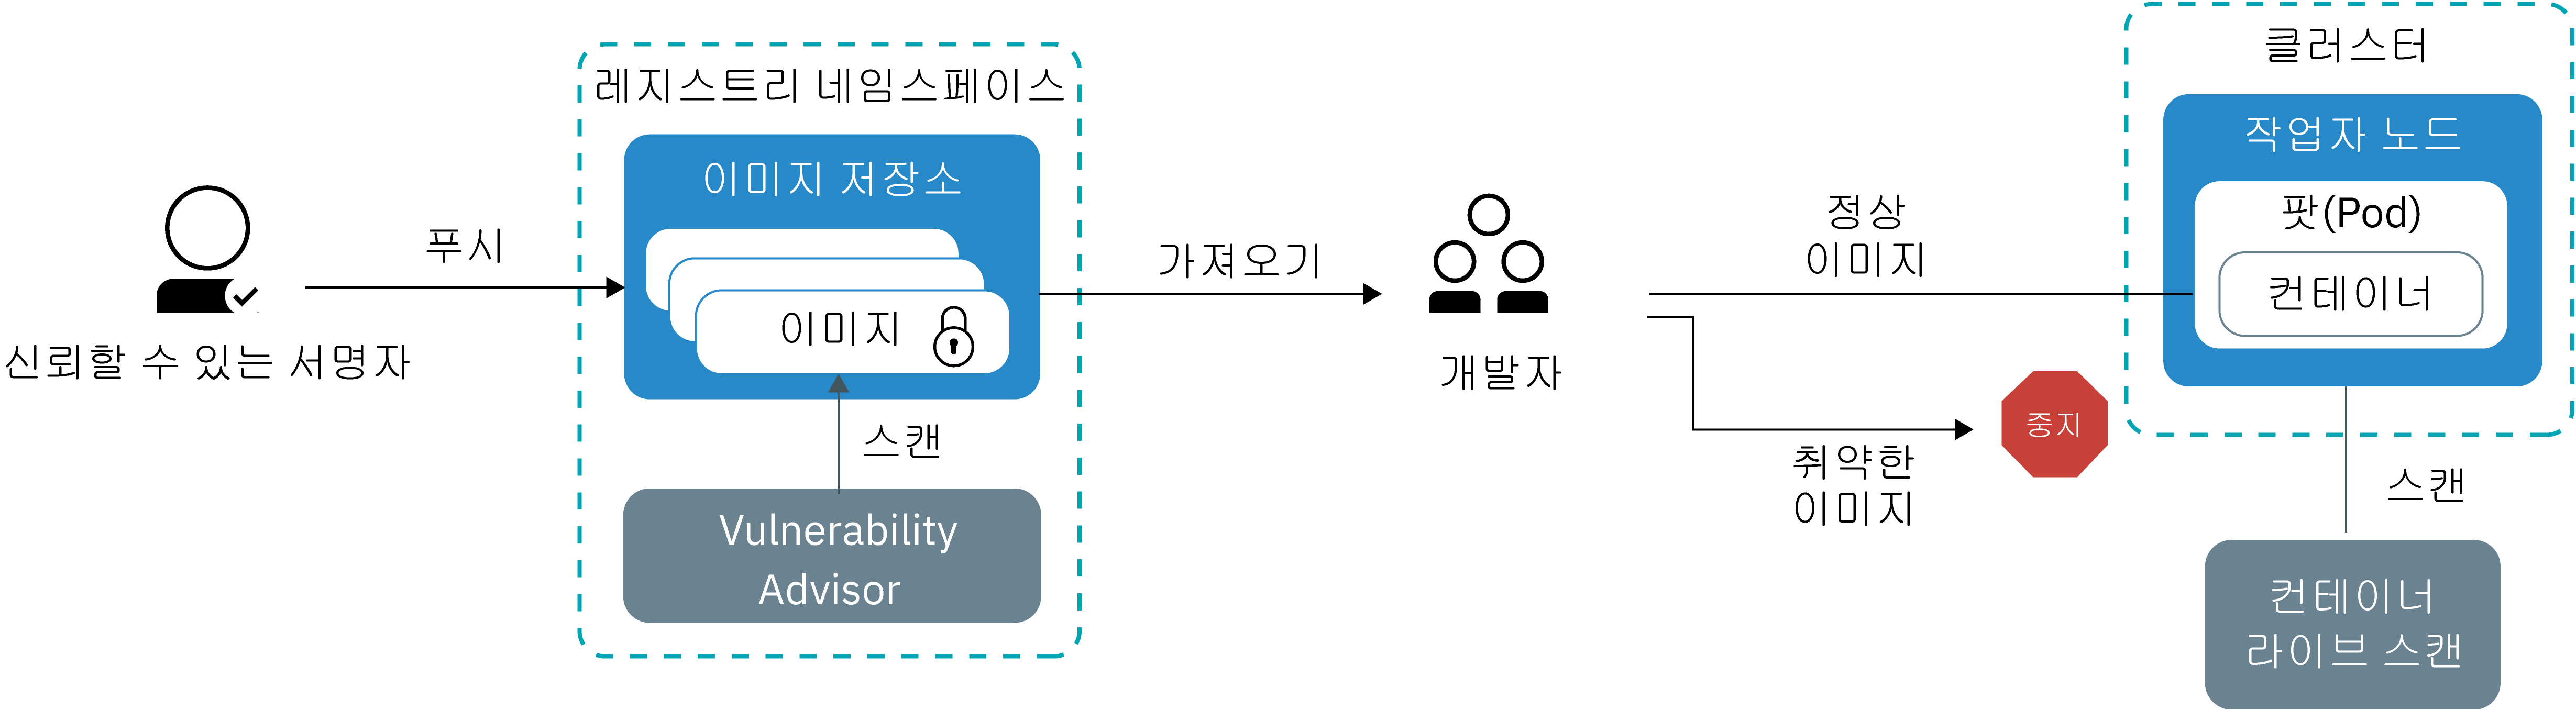 신뢰할 수 있는 서명자
푸시
레지스트리 네임스페이스
이미지 저장소
이미지
스캔
Vulnerability
Advisor
가져오기
개발자
정상
이미지
취약한
이미지
중지
클러스터
작업자 노드
팟(Pod)
컨테이너
스캔
컨테이너
라이브 스캔